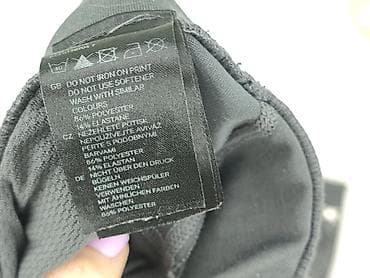 GB DO NOT IRON ON PRINT
DO NOT USE SOFTENER
WASH WITH SIMILAR
COLOURS
86% POLYESTER
14% ELASTANE
CZ NEŽEHLETE POTISK
NEPOUŽÍVEJTE AVIVÁŽ
PERTE S PODOBNÝMI
BARVAMI
86% POLYESTER
14% ELASTAN
DE NICHT ÜBER DEN DRUCK
BÜGELN
KEINEN WEICHSPÜLER
VERWENDEN
MIT ÄHNLICHEN FARBEN
WASCHEN
86% POLYESTER